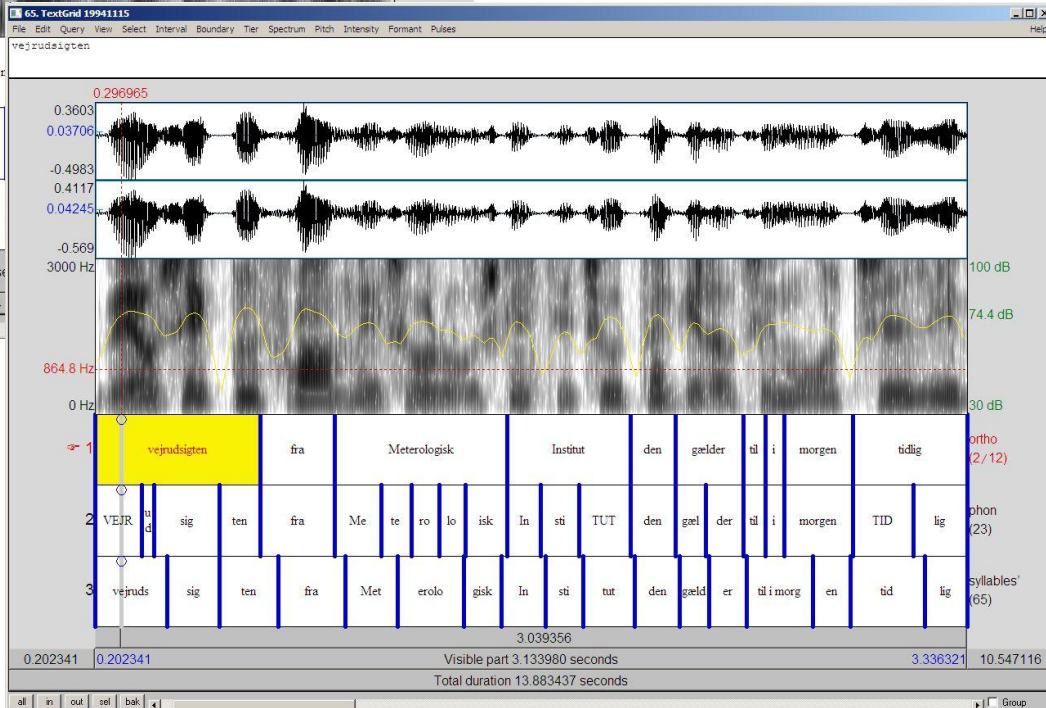 65. TextGrid 19941115
File Edit Query View Select Interval Boundary Tier Spectrum Pitch Intensity Formant Pulses Help
vejrudsigten
0.296965
0.3603
0.03706
-0.4983
0.4117
0.04245
-0.569
3000 Hz 100 dB
74.4 dB
864.8 Hz
0 Hz 30 dB
1 vejrudsigten fra Meterologisk Institut den gælder til i morgen tidlig ortho (2/12)
2 VEJR ud sig ten fra Me te ro lo isk In sti TUT den gæl der til i morgen TID lig phon (23)
3 vejruds sig ten fra Met erolo gisk In sti tut den gæld er til i morg en tid lig syllables' (65)
3.039356
0.202341 0.202341 Visible part 3.133980 seconds 3.336321 10.547116
Total duration 13.883437 seconds
all in out sel bak Group